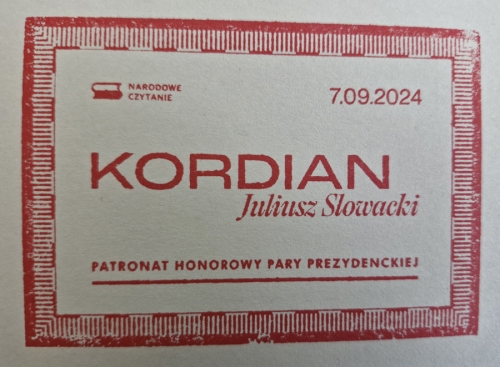 NARODOWE
CZYTANIE
7.09.2024
KORDIAN
Juliusz Słowacki
PATRONAT HONOROWY PARY PREZYDENCKIEJ